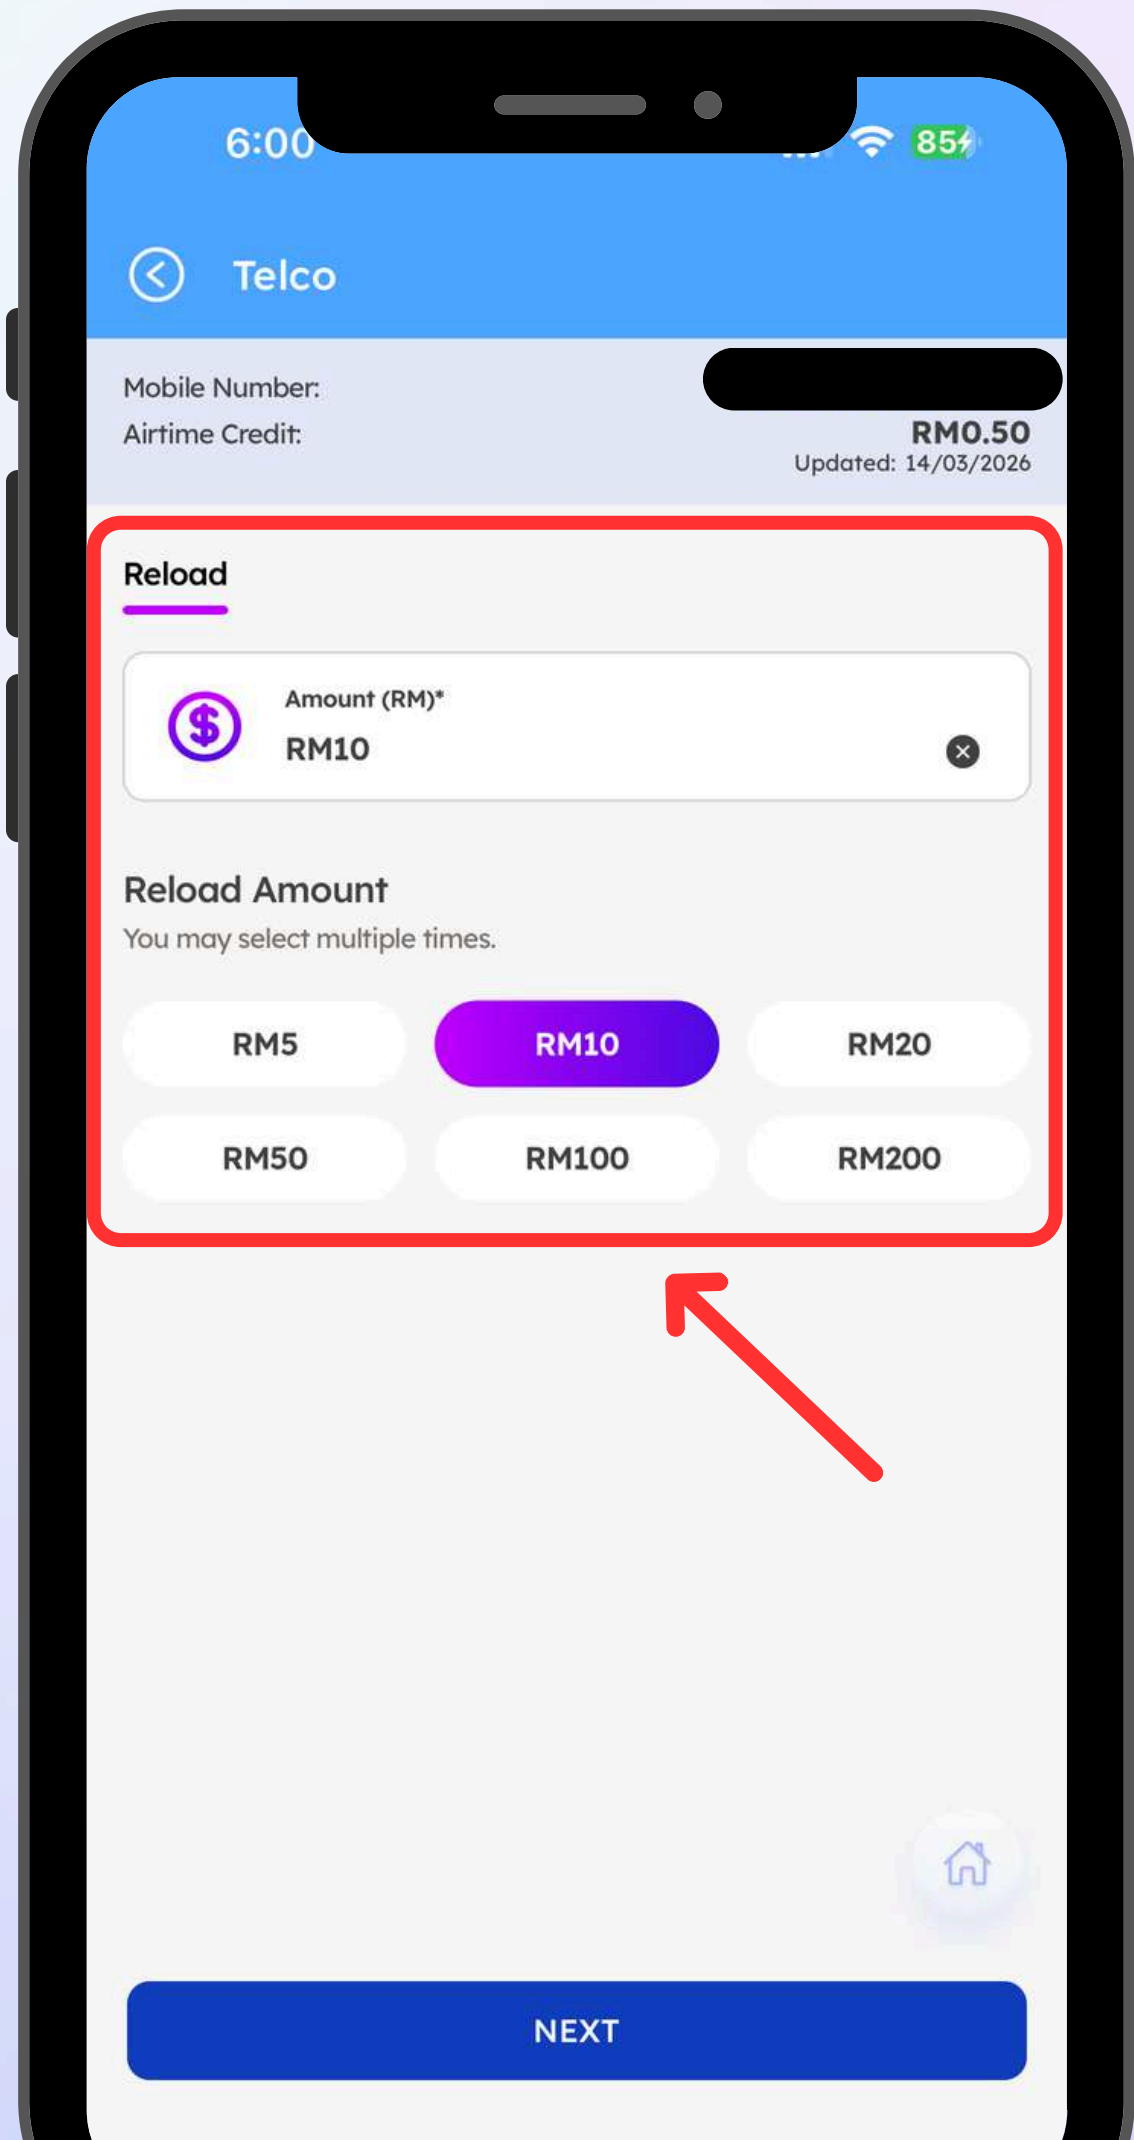 6:00
85
Telco
Mobile Number:
Airtime Credit:
RM0.50
Updated: 14/03/2026
Reload
$
Amount (RM)*
RM10
Reload Amount
You may select multiple times.
RM5
RM10
RM20
RM50
RM100
RM200
NEXT